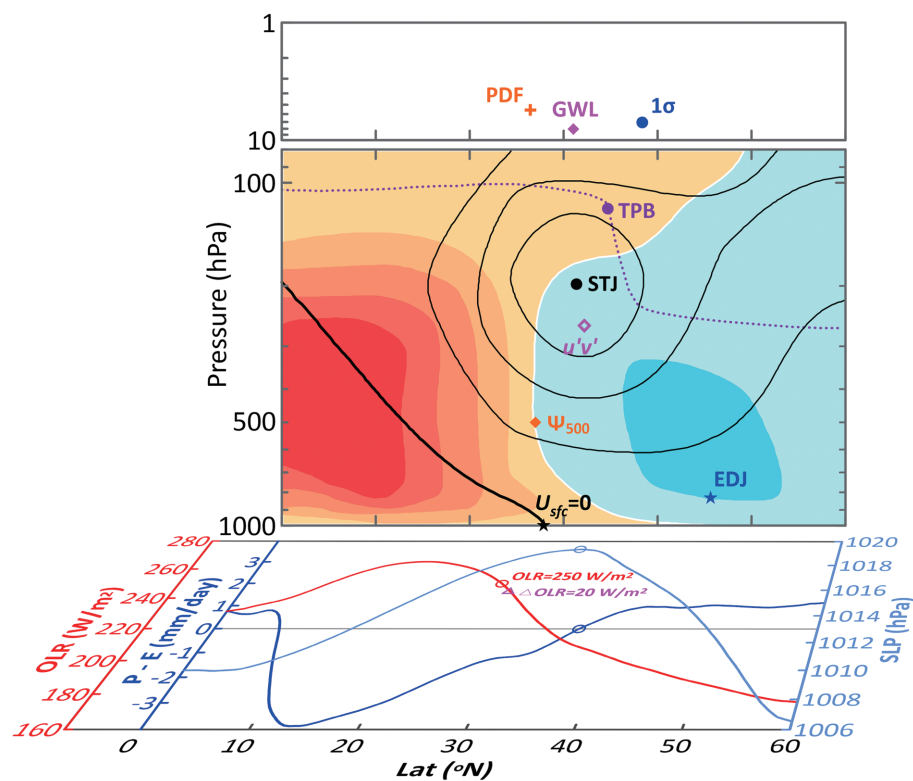 1
PDF
GWL
1σ
10
100
TPB
STJ
u'v'
Pressure (hPa)
500
Ψ500
EDJ
Usfc=0
1000
280
3
1020
260
2
1018
OLR=250 W/m²
240
1
△OLR=20 W/m²
1016
220
0
1014
1012
200
-1
1010
180
-2
1008
160
-3
1006
OLR (W/m²)
P - E (mm/day)
SLP (hPa)
0
10
20
30
40
50
60
Lat (°N)